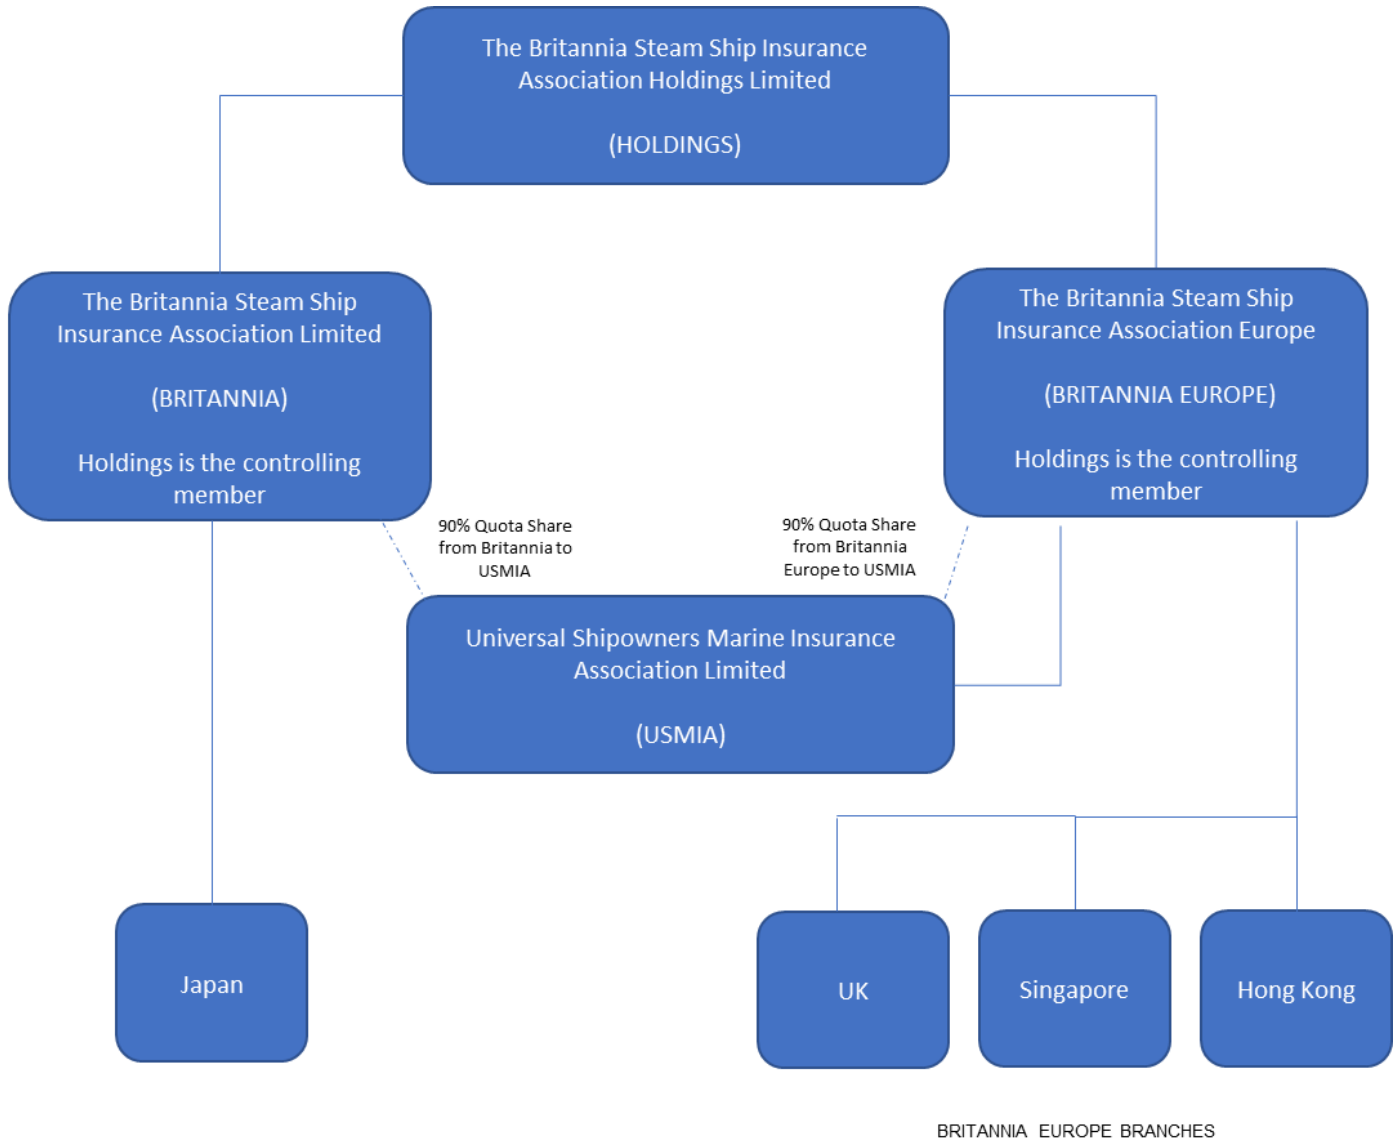 The Britannia Steam Ship Insurance
Association Holdings Limited
(HOLDINGS)
The Britannia Steam Ship
Insurance Association Limited
(BRITANNIA)
Holdings is the controlling
member
The Britannia Steam Ship
Insurance Association Europe
(BRITANNIA EUROPE)
Holdings is the controlling
member
90% Quota Share
from Britannia to
USMIA
90% Quota Share
from Britannia
Europe to USMIA
Universal Shipowners Marine Insurance
Association Limited
(USMIA)
Japan
UK
Singapore
Hong Kong
BRITANNIA EUROPE BRANCHES